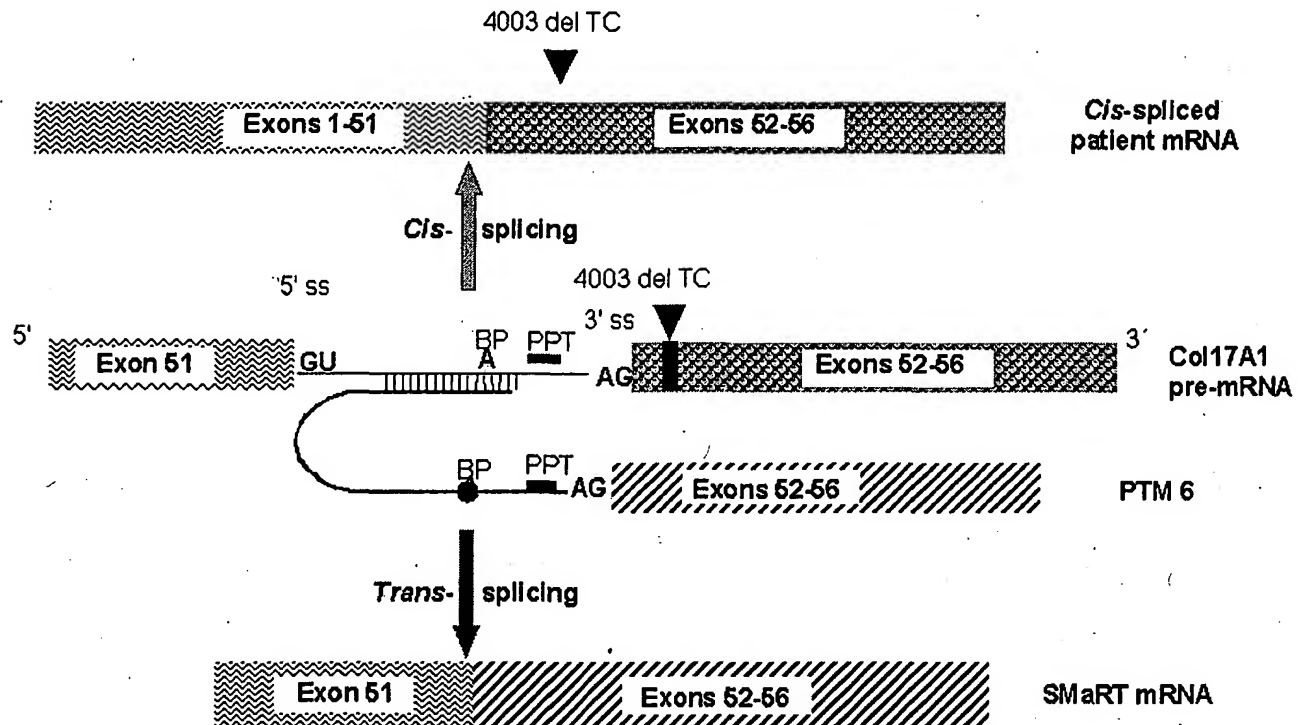 4003 del TC
Exons 1-51
Exons 52-56
Cis-spliced
patient mRNA
Cis- splicing
5' ss
4003 del TC
3' ss
5'
BP
PPT
3'
Exon 51
GU
A
AG
Exons 52-56
Col17A1
pre-mRNA
BP
PPT
AG
Exons 52-56
PTM 6
Trans- splicing
Exon 51
Exons 52-56
SMaRT mRNA